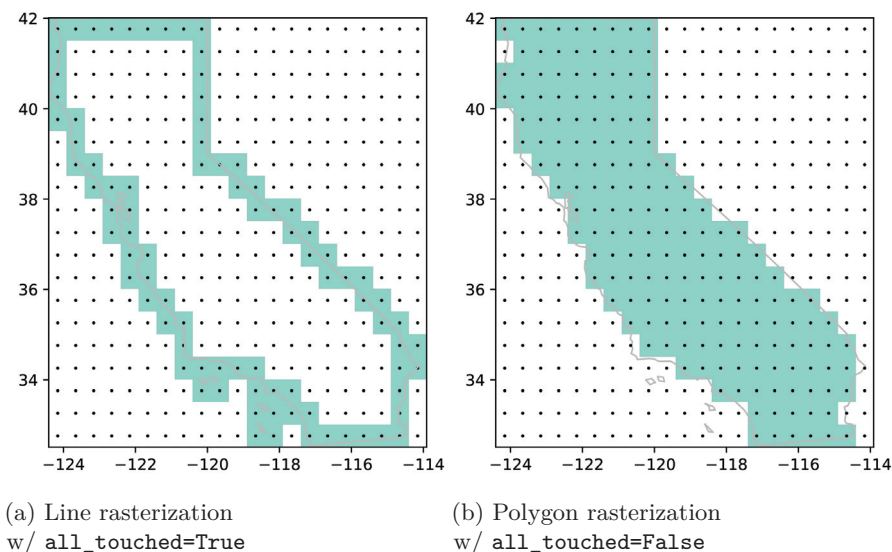 42
40
38
36
34
−124 −122 −120 −118 −116 −114
42
40
38
36
34
−124 −122 −120 −118 −116 −114
(a) Line rasterization
w/ all_touched=True
(b) Polygon rasterization
w/ all_touched=False